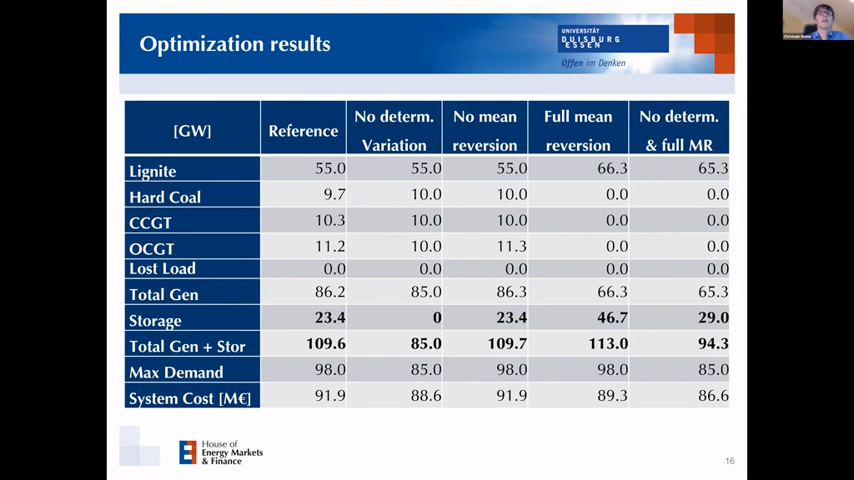 Optimization results
UNIVERSITÄT
DUISBURG
ESSEN
Offen im Denken
[GW] Reference No determ. Variation No mean reversion Full mean reversion No determ. & full MR
Lignite 55.0 55.0 55.0 66.3 65.3
Hard Coal 9.7 10.0 10.0 0.0 0.0
CCGT 10.3 10.0 10.0 0.0 0.0
OCGT 11.2 10.0 11.3 0.0 0.0
Lost Load 0.0 0.0 0.0 0.0 0.0
Total Gen 86.2 85.0 86.3 66.3 65.3
Storage 23.4 0 23.4 46.7 29.0
Total Gen + Stor 109.6 85.0 109.7 113.0 94.3
Max Demand 98.0 85.0 98.0 98.0 85.0
System Cost [M€] 91.9 88.6 91.9 89.3 86.6
House of
Energy Markets
& Finance
16